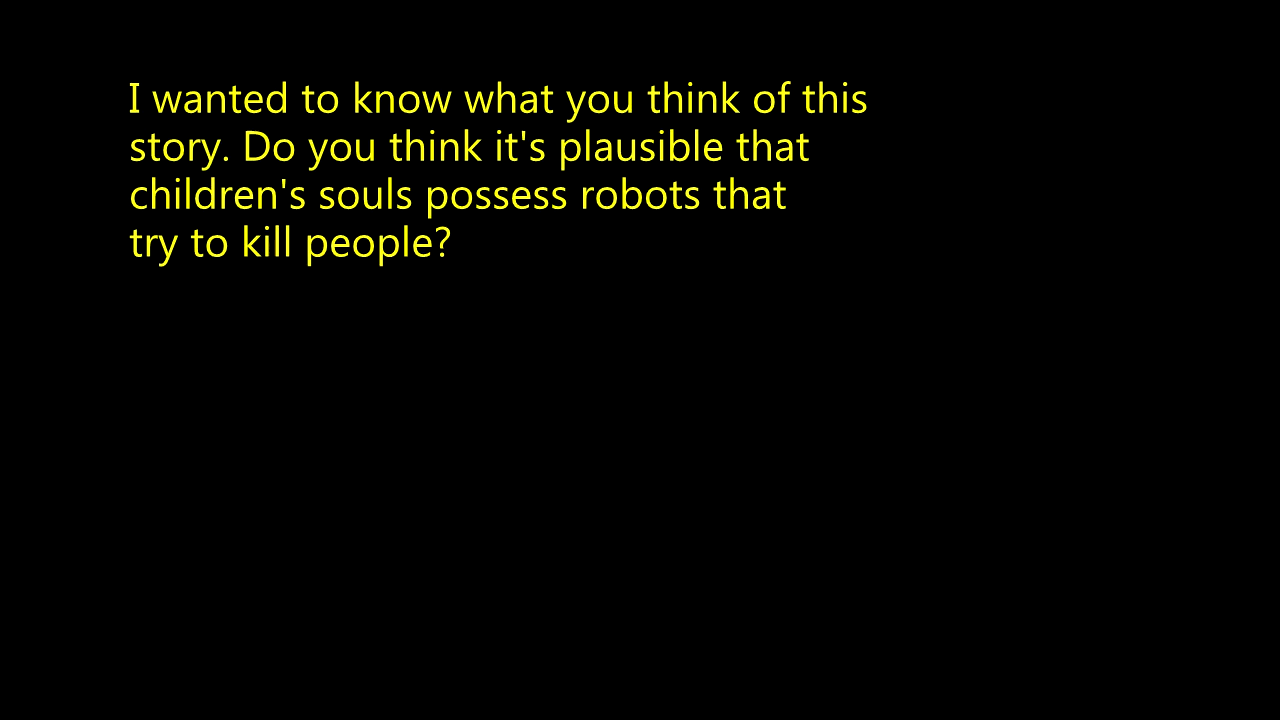 I wanted to know what you think of this
story. Do you think it's plausible that
children's souls possess robots that
try to kill people?